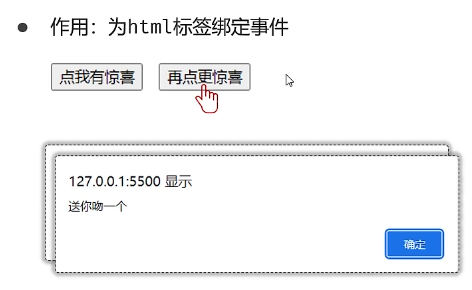 ● 作用：为html标签绑定事件
点我有惊喜 再点更惊喜
127.0.0.1:5500 显示
送你吻一个
确定